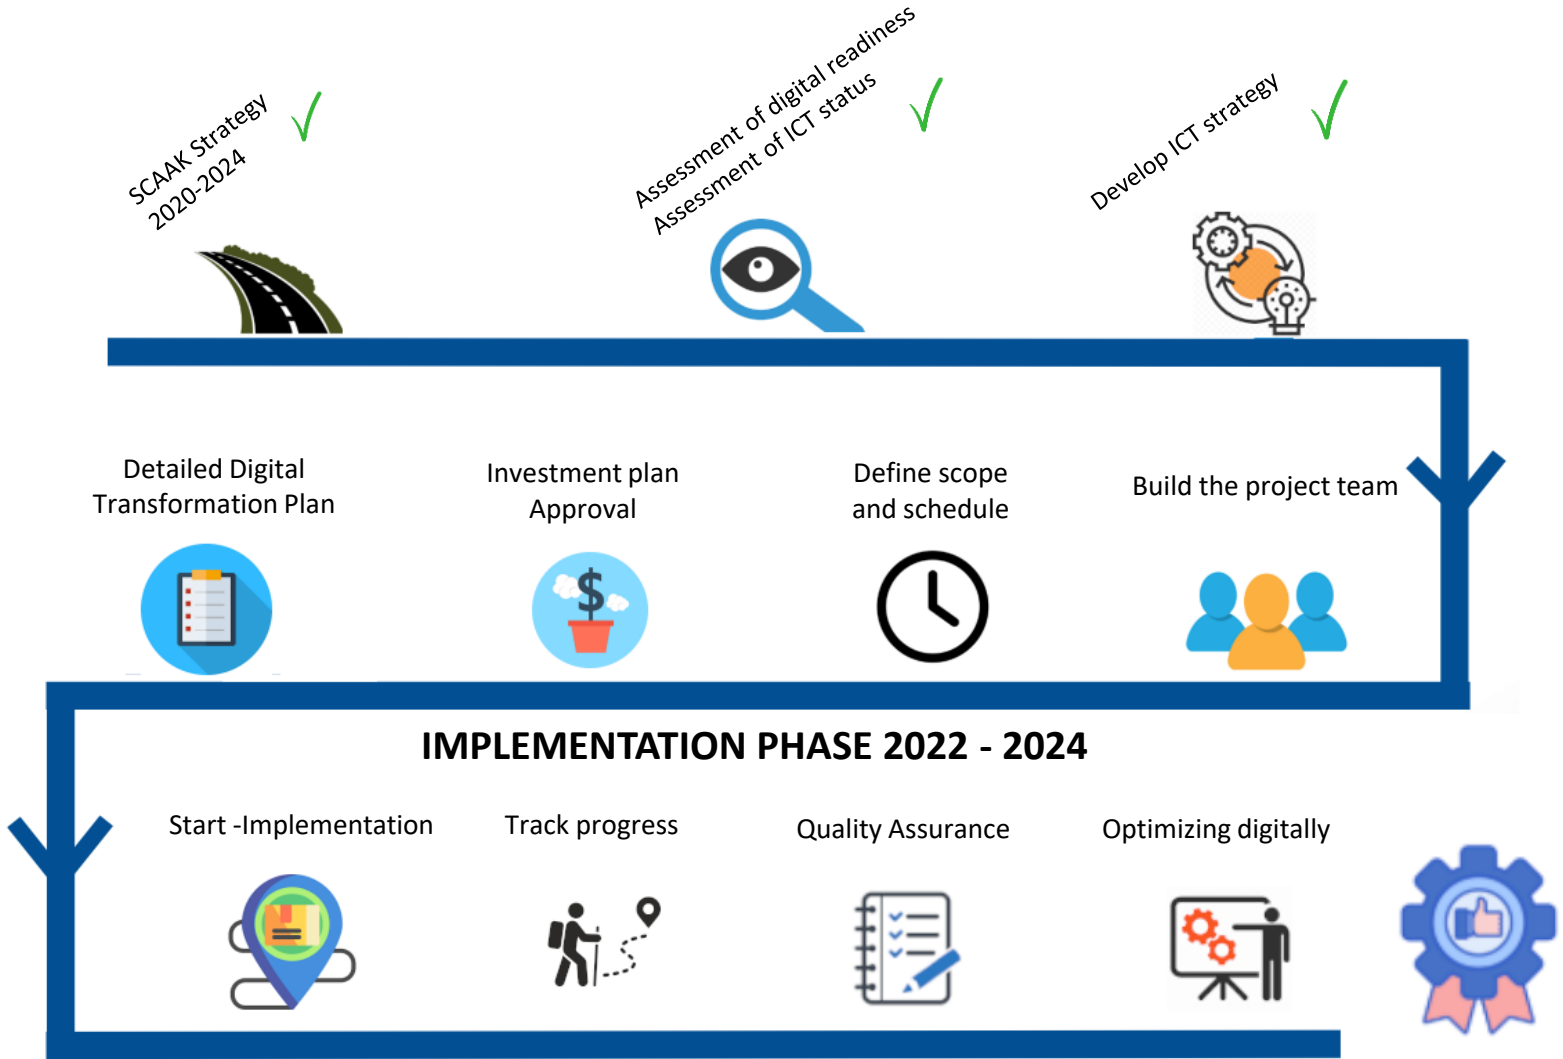 SCAAK Strategy
2020-2024
Assessment of digital readiness
Assessment of ICT status
Develop ICT strategy
Detailed Digital
Transformation Plan
Investment plan
Approval
Define scope
and schedule
Build the project team
$
IMPLEMENTATION PHASE 2022 - 2024
Start -Implementation
Track progress
Quality Assurance
Optimizing digitally